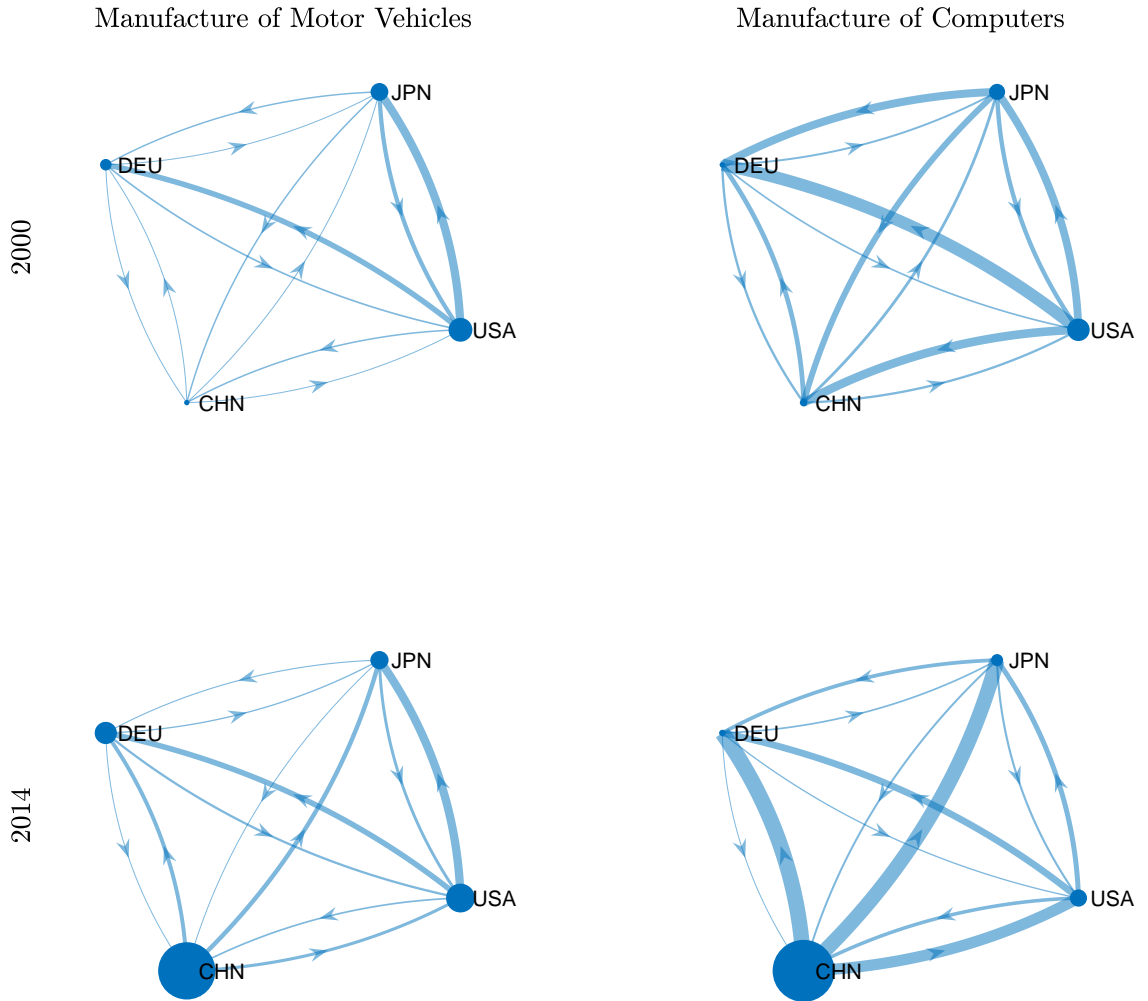 Manufacture of Motor Vehicles
Manufacture of Computers
2000
JPN
DEU
USA
CHN
JPN
DEU
USA
CHN
2014
JPN
DEU
USA
CHN
JPN
DEU
USA
CHN